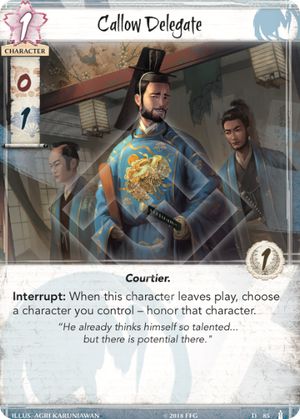 Callow Delegate
1
CHARACTER
0
1
1
Courtier.
Interrupt: When this character leaves play, choose
a character you control – honor that character.
"He already thinks himself so talented...
but there is potential there."
ILLUS-AGRI KARUNIAWAN
©2018 FFG
85